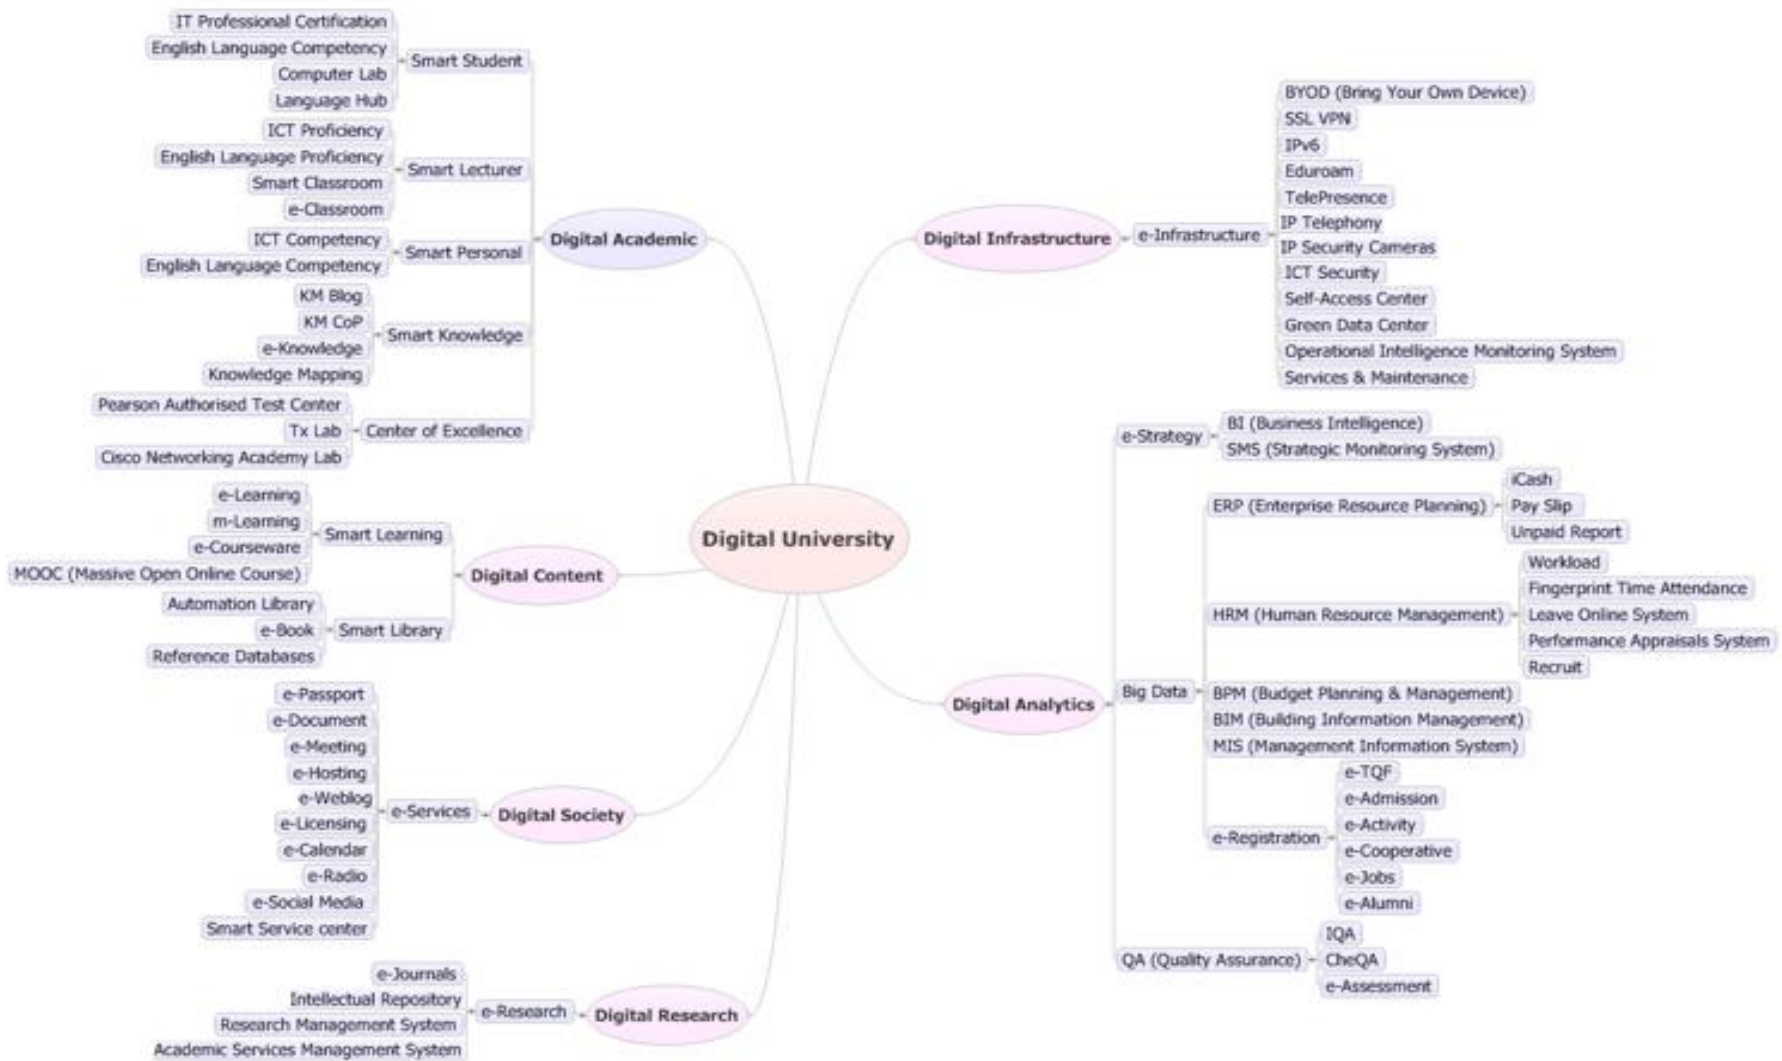 Digital University
Digital Academic
Smart Student
IT Professional Certification
English Language Competency
Computer Lab
Language Hub
Smart Lecturer
ICT Proficiency
English Language Proficiency
Smart Classroom
e-Classroom
Smart Personal
ICT Competency
English Language Competency
Smart Knowledge
KM Blog
KM CoP
e-Knowledge
Knowledge Mapping
Center of Excellence
Pearson Authorised Test Center
Tx Lab
Cisco Networking Academy Lab
Digital Content
Smart Learning
e-Learning
m-Learning
e-Courseware
MOOC (Massive Open Online Course)
Smart Library
Automation Library
e-Book
Reference Databases
Digital Society
e-Services
e-Passport
e-Document
e-Meeting
e-Hosting
e-Weblog
e-Licensing
e-Calendar
e-Radio
e-Social Media
Smart Service center
Digital Research
e-Research
e-Journals
Intellectual Repository
Research Management System
Academic Services Management System
Digital Infrastructure
e-Infrastructure
BYOD (Bring Your Own Device)
SSL VPN
IPv6
Eduroam
TelePresence
IP Telephony
IP Security Cameras
ICT Security
Self-Access Center
Green Data Center
Operational Intelligence Monitoring System
Services & Maintenance
Digital Analytics
e-Strategy
BI (Business Intelligence)
SMS (Strategic Monitoring System)
Big Data
ERP (Enterprise Resource Planning)
iCash
Pay Slip
Unpaid Report
HRM (Human Resource Management)
Workload
Fingerprint Time Attendance
Leave Online System
Performance Appraisals System
Recruit
BPM (Budget Planning & Management)
BIM (Building Information Management)
MIS (Management Information System)
e-Registration
e-TQF
e-Admission
e-Activity
e-Cooperative
e-Jobs
e-Alumni
QA (Quality Assurance)
IQA
CheQA
e-Assessment